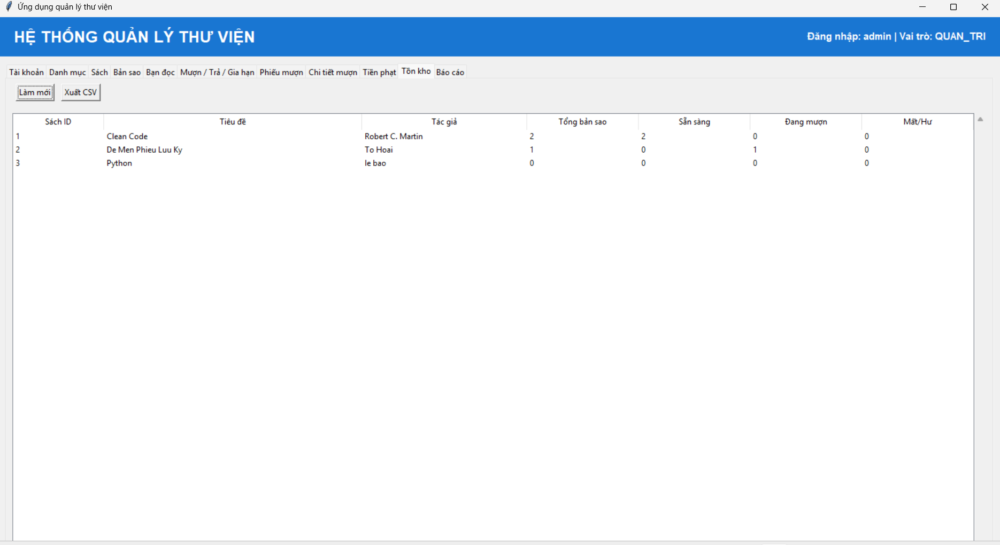 Ứng dụng quản lý thư viện
HỆ THỐNG QUẢN LÝ THƯ VIỆN
Đăng nhập: admin | Vai trò: QUAN_TRI
Tài khoản Danh mục Sách Bản sao Bạn đọc Mượn / Trả / Gia hạn Phiếu mượn Chi tiết mượn Tiền phạt Tồn kho Báo cáo
Làm mới Xuất CSV
Sách ID Tiêu đề Tác giả Tổng bản sao Sẵn sàng Đang mượn Mất/Hư
1 Clean Code Robert C. Martin 2 2 0 0
2 De Men Phieu Luu Ky To Hoai 1 0 1 0
3 Python le bao 0 0 0 0